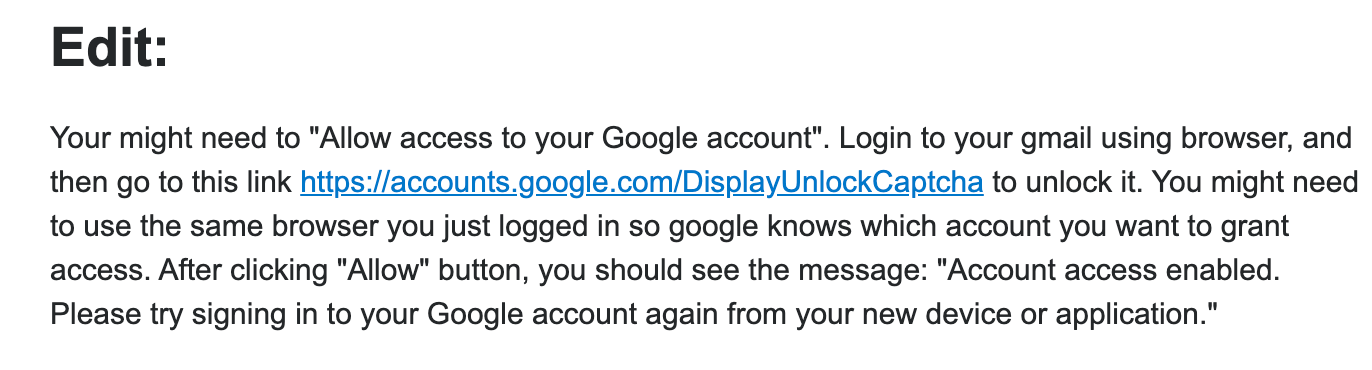 Edit:
Your might need to "Allow access to your Google account". Login to your gmail using browser, and
then go to this link https://accounts.google.com/DisplayUnlockCaptcha to unlock it. You might need
to use the same browser you just logged in so google knows which account you want to grant
access. After clicking "Allow" button, you should see the message: "Account access enabled.
Please try signing in to your Google account again from your new device or application."